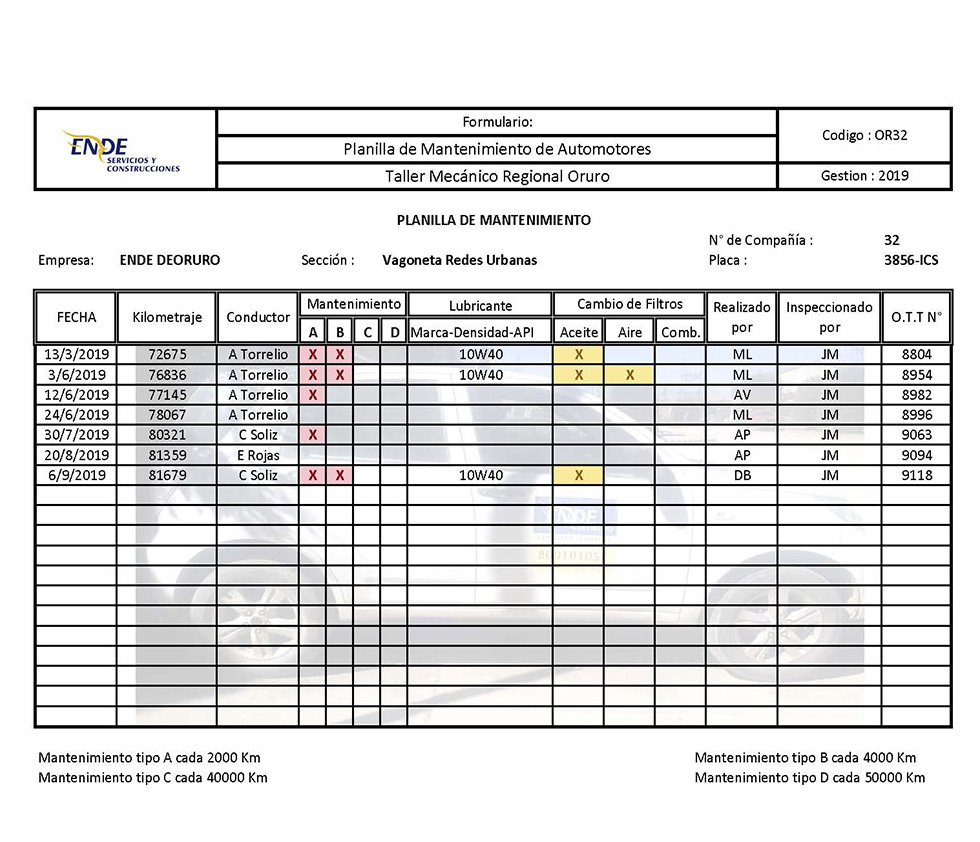 ENDE
SERVICIOS Y
CONSTRUCCIONES
Formulario:
Planilla de Mantenimiento de Automotores
Taller Mecánico Regional Oruro
Codigo : OR32
Gestion : 2019
PLANILLA DE MANTENIMIENTO
N° de Compañía : 32
Empresa: ENDE DEORURO Sección : Vagoneta Redes Urbanas Placa : 3856-ICS
FECHA Kilometraje Conductor Mantenimiento Lubricante Cambio de Filtros Realizado por Inspeccionado por O.T.T N°
A B C D Marca-Densidad-API Aceite Aire Comb.
13/3/2019 72675 A Torrelio X X 10W40 X ML JM 8804
3/6/2019 76836 A Torrelio X X 10W40 X X ML JM 8954
12/6/2019 77145 A Torrelio X AV JM 8982
24/6/2019 78067 A Torrelio ML JM 8996
30/7/2019 80321 C Soliz X AP JM 9063
20/8/2019 81359 E Rojas AP JM 9094
6/9/2019 81679 C Soliz X X 10W40 X DB JM 9118
ENDE
Mantenimiento tipo A cada 2000 Km Mantenimiento tipo B cada 4000 Km
Mantenimiento tipo C cada 40000 Km Mantenimiento tipo D cada 50000 Km